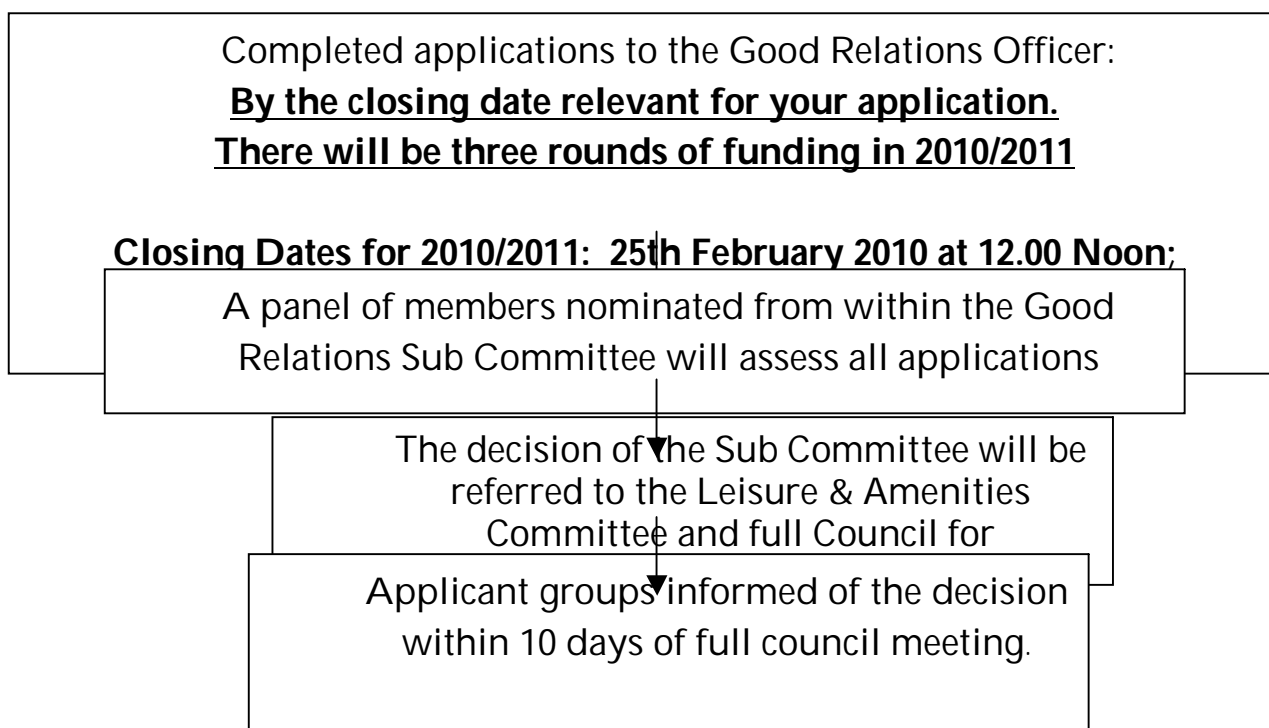 Completed applications to the Good Relations Officer:
By the closing date relevant for your application.
There will be three rounds of funding in 2010/2011
Closing Dates for 2010/2011: 25th February 2010 at 12.00 Noon;
A panel of members nominated from within the Good
Relations Sub Committee will assess all applications
The decision of the Sub Committee will be
referred to the Leisure & Amenities
Committee and full Council for
Applicant groups informed of the decision
within 10 days of full council meeting.